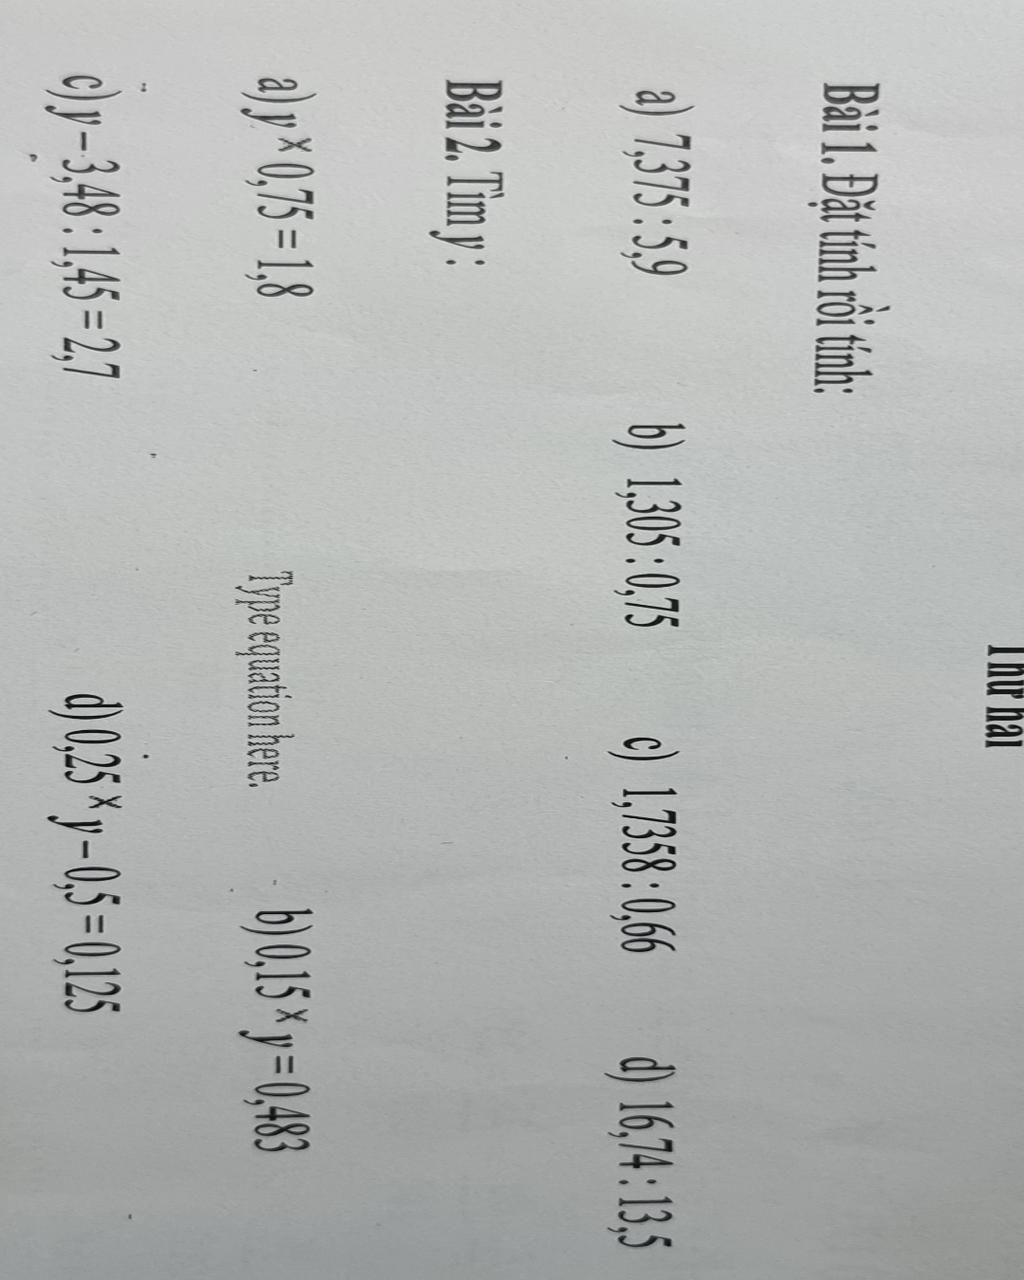 Thứ hai
Bài 1. Đặt tính rồi tính:
a) 7,375 : 5,9 b) 1,305 : 0,75 c) 1,7358 : 0,66 d) 16,74 : 13,5
Bài 2. Tìm y :
a) y × 0,75 = 1,8 Type equation here. b) 0,15 × y = 0,483
c) y – 3,48 : 1,45 = 2,7 d) 0,25 × y – 0,5 = 0,125